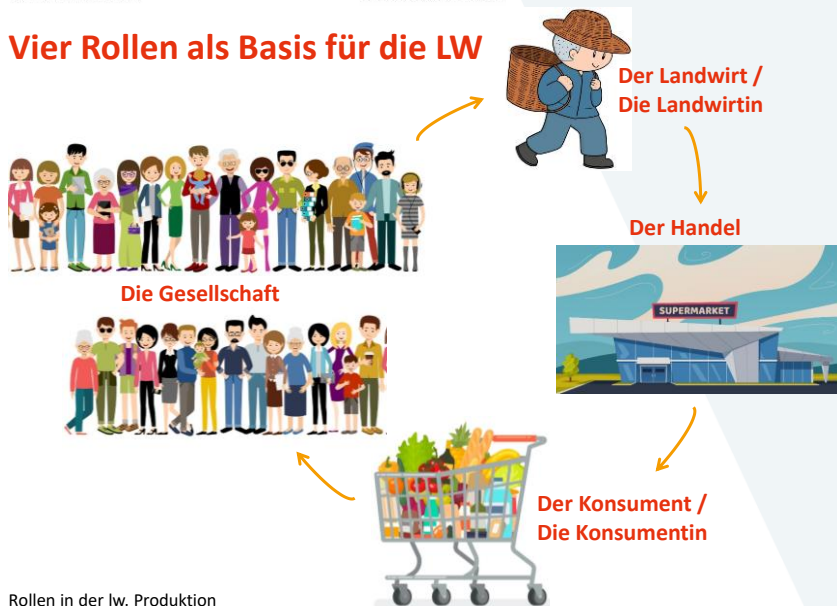 Vier Rollen als Basis für die LW
Der Landwirt /
Die Landwirtin
Der Handel
SUPERMARKET
Die Gesellschaft
Der Konsument /
Die Konsumentin
Rollen in der lw. Produktion